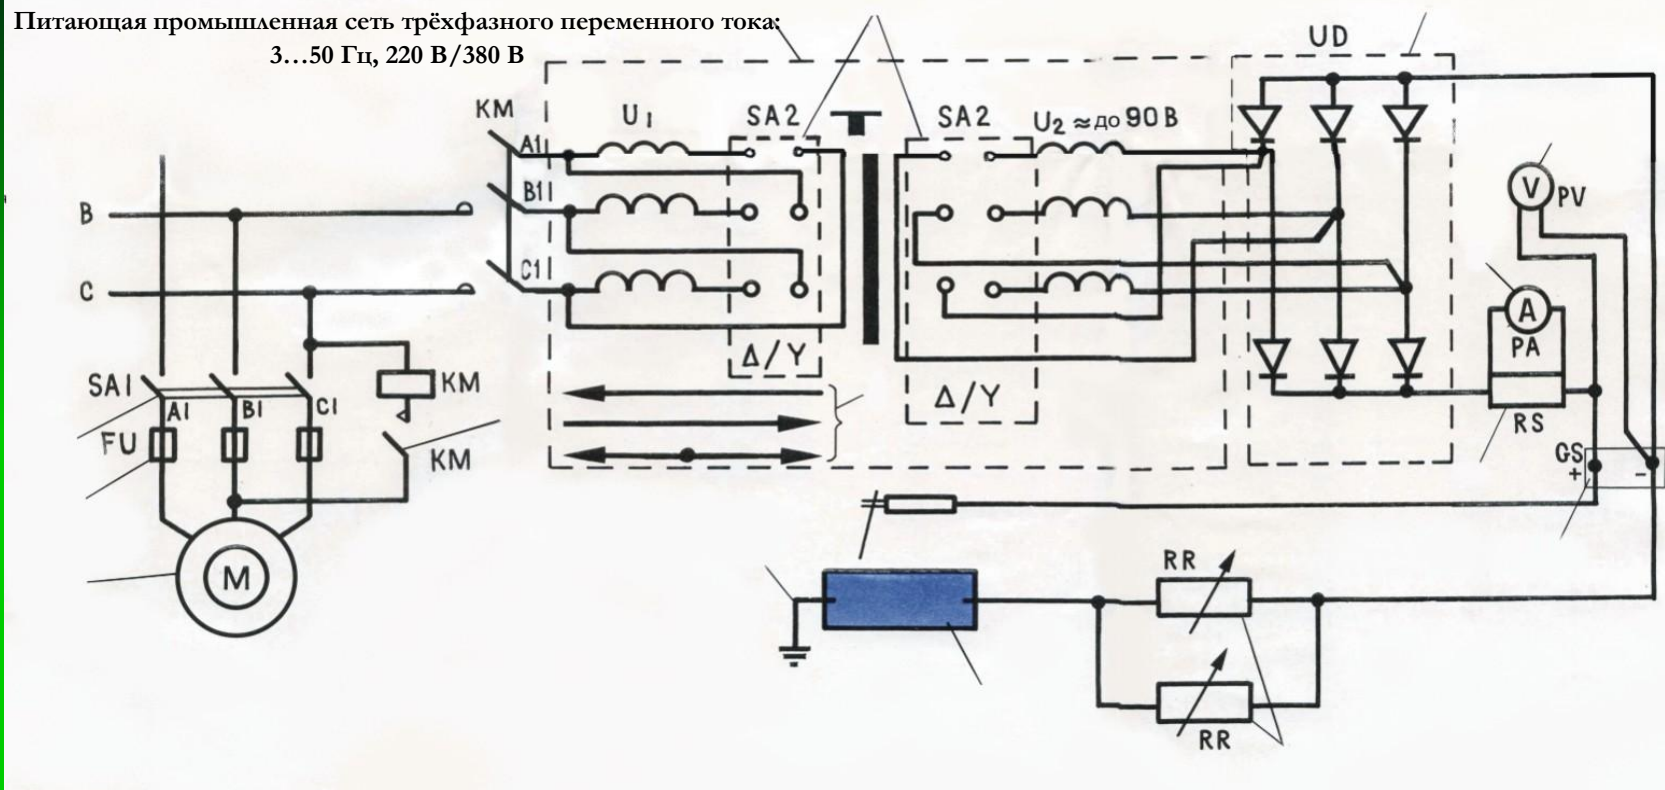 Питающая промышленная сеть трёхфазного переменного тока:
3…50 Гц, 220 В/380 В
UD
KM
U1
SA2
SA2
U2 ≈ до 90 В
A1
B1
C1
B
C
V
PV
A
PA
RS
Δ/Y
Δ/Y
SA1
A1
B1
C1
KM
FU
KM
GS
+
-
M
RR
RR